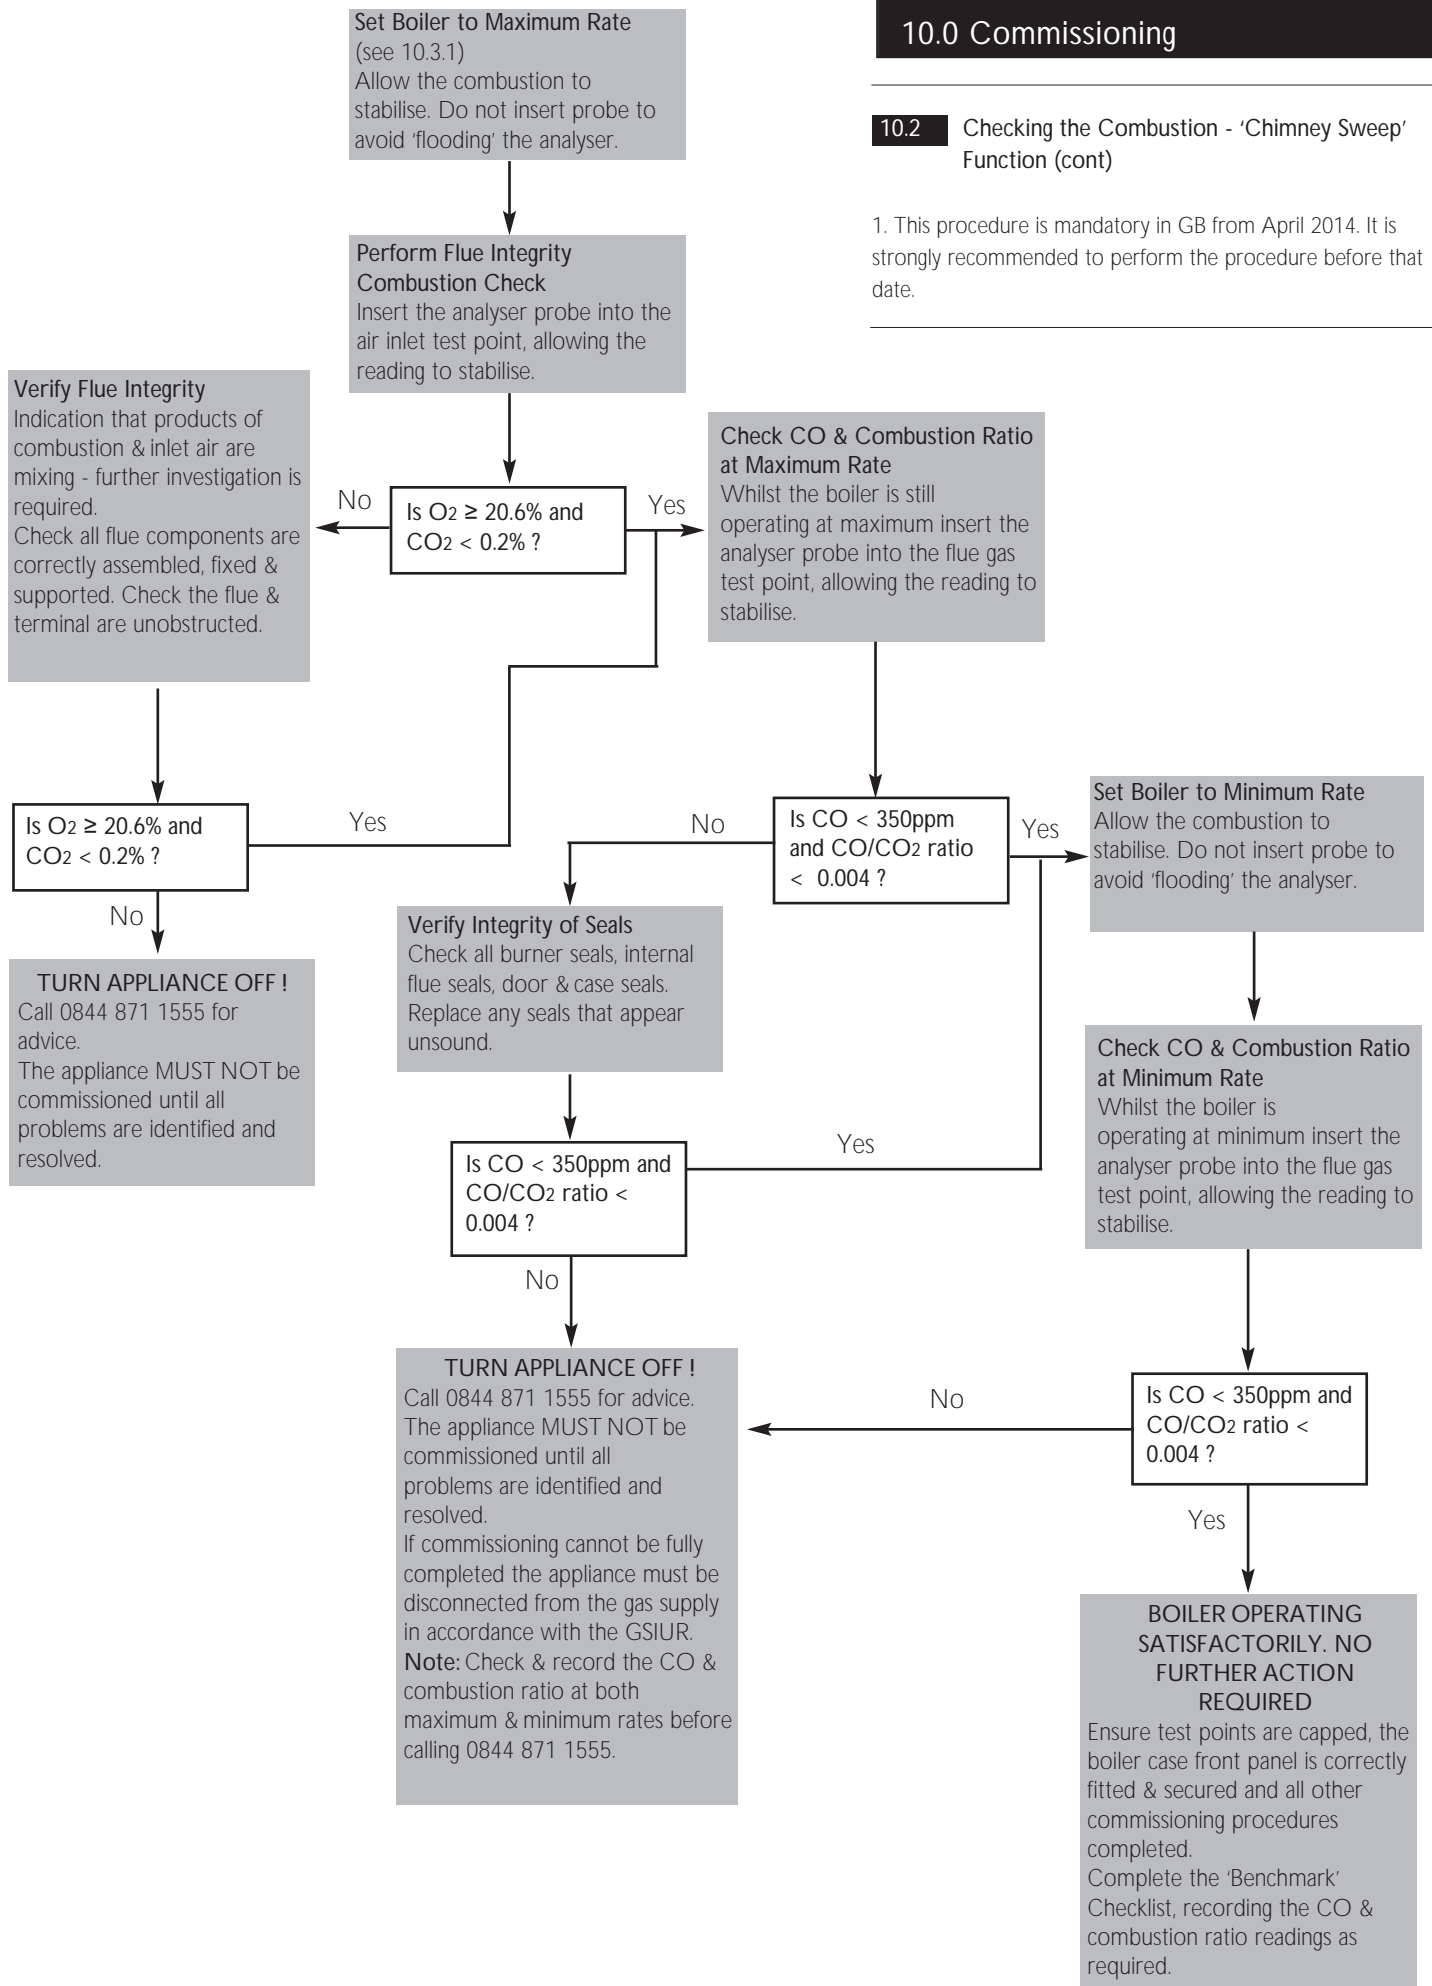 10.0 Commissioning
10.2 Checking the Combustion - ‘Chimney Sweep’
Function (cont)
1. This procedure is mandatory in GB from April 2014. It is
strongly recommended to perform the procedure before that
date.
Set Boiler to Maximum Rate
(see 10.3.1)
Allow the combustion to
stabilise. Do not insert probe to
avoid ‘flooding’ the analyser.
Perform Flue Integrity
Combustion Check
Insert the analyser probe into the
air inlet test point, allowing the
reading to stabilise.
Is O2 ≥ 20.6% and
CO2 < 0.2% ?
No
Yes
Verify Flue Integrity
Indication that products of
combustion & inlet air are
mixing - further investigation is
required.
Check all flue components are
correctly assembled, fixed &
supported. Check the flue &
terminal are unobstructed.
Is O2 ≥ 20.6% and
CO2 < 0.2% ?
Yes
No
TURN APPLIANCE OFF !
Call 0844 871 1555 for
advice.
The appliance MUST NOT be
commissioned until all
problems are identified and
resolved.
Check CO & Combustion Ratio
at Maximum Rate
Whilst the boiler is still
operating at maximum insert the
analyser probe into the flue gas
test point, allowing the reading to
stabilise.
Is CO < 350ppm
and CO/CO2 ratio
< 0.004 ?
No
Yes
Verify Integrity of Seals
Check all burner seals, internal
flue seals, door & case seals.
Replace any seals that appear
unsound.
Is CO < 350ppm and
CO/CO2 ratio <
0.004 ?
Yes
No
TURN APPLIANCE OFF !
Call 0844 871 1555 for advice.
The appliance MUST NOT be
commissioned until all
problems are identified and
resolved.
If commissioning cannot be fully
completed the appliance must be
disconnected from the gas supply
in accordance with the GSIUR.
Note: Check & record the CO &
combustion ratio at both
maximum & minimum rates before
calling 0844 871 1555.
Set Boiler to Minimum Rate
Allow the combustion to
stabilise. Do not insert probe to
avoid ‘flooding’ the analyser.
Check CO & Combustion Ratio
at Minimum Rate
Whilst the boiler is
operating at minimum insert the
analyser probe into the flue gas
test point, allowing the reading to
stabilise.
Is CO < 350ppm and
CO/CO2 ratio <
0.004 ?
No
Yes
BOILER OPERATING
SATISFACTORILY. NO
FURTHER ACTION
REQUIRED
Ensure test points are capped, the
boiler case front panel is correctly
fitted & secured and all other
commissioning procedures
completed.
Complete the ‘Benchmark’
Checklist, recording the CO &
combustion ratio readings as
required.